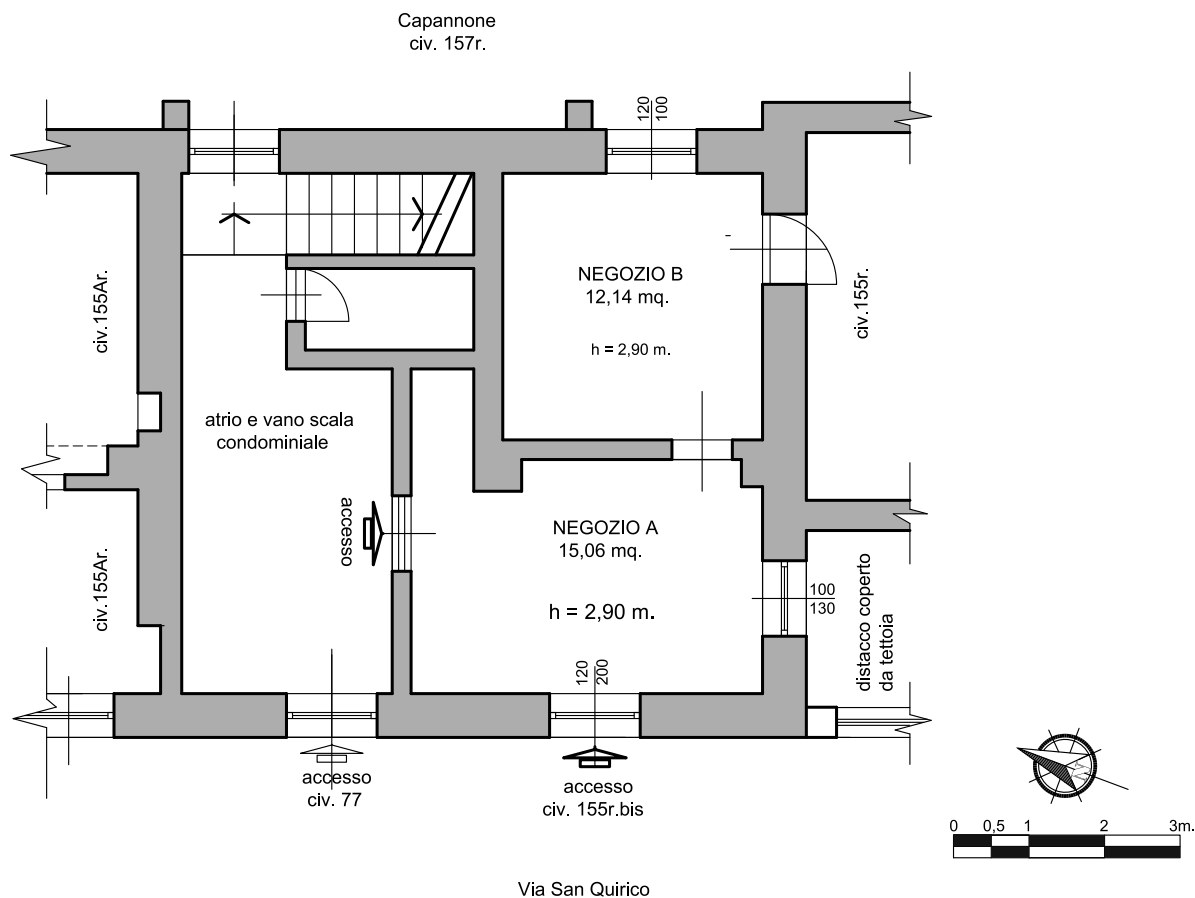 Capannone
civ. 157r.
120
100
civ.155Ar.
NEGOZIO B
12,14 mq.
h = 2,90 m.
civ.155r.
atrio e vano scala
condominiale
accesso
NEGOZIO A
15,06 mq.
h = 2,90 m.
civ.155Ar.
100
130
distacco coperto
da tettoia
120
200
accesso
civ. 77
accesso
civ. 155r.bis
0 0,5 1 2 3m.
Via San Quirico